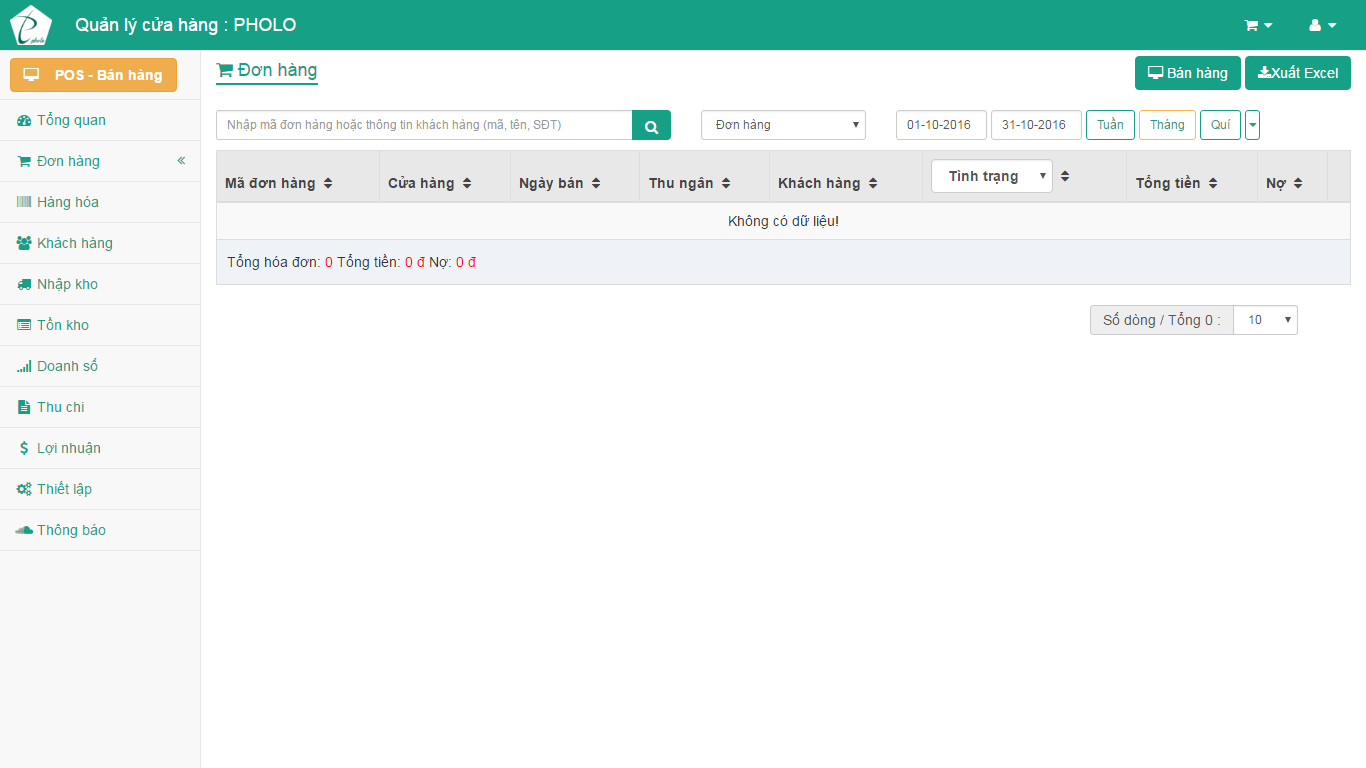 pholo
Quản lý cửa hàng : PHOLO
POS - Bán hàng
Tổng quan
Đơn hàng
Hàng hóa
Khách hàng
Nhập kho
Tồn kho
Doanh số
Thu chi
Lợi nhuận
Thiết lập
Thông báo
Đơn hàng
Bán hàng
Xuất Excel
Nhập mã đơn hàng hoặc thông tin khách hàng (mã, tên, SĐT)
Đơn hàng
01-10-2016
31-10-2016
Tuần
Tháng
Quí
Mã đơn hàng
Cửa hàng
Ngày bán
Thu ngân
Khách hàng
Tình trạng
Tổng tiền
Nợ
Không có dữ liệu!
Tổng hóa đơn: 0 Tổng tiền: 0 đ Nợ: 0 đ
Số dòng / Tổng 0 :
10